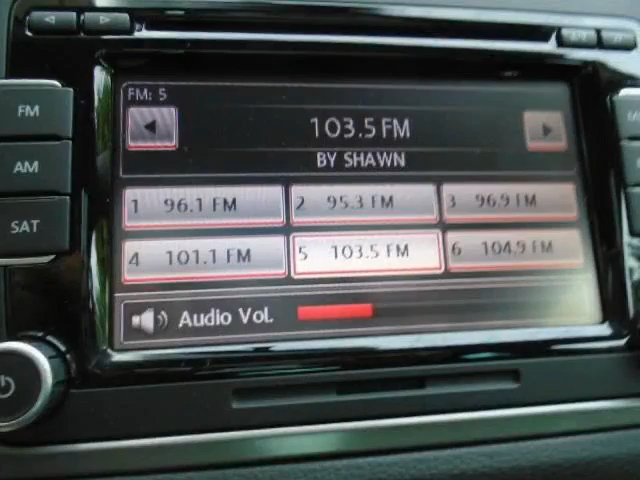 FM: 5
FM
103.5 FM
BY SHAWN
AM
1 96.1 FM
2 95.3 FM
3 96.9 FM
SAT
4 101.1 FM
5 103.5 FM
6 104.9 FM
Audio Vol.